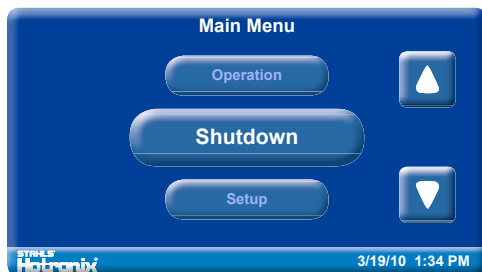 Main Menu
Operation
Shutdown
Setup
STAHLS'
Hotronix
3/19/10 1:34 PM